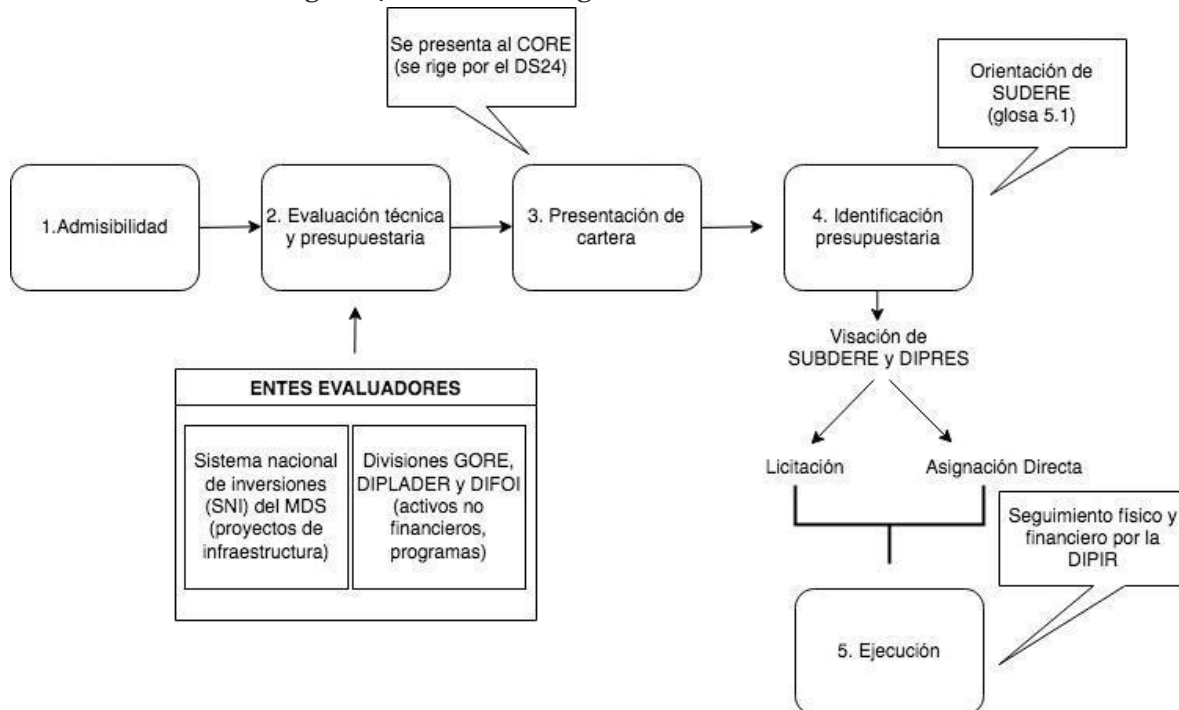 Se presenta al CORE
(se rige por el DS24)
Orientación de
SUDERE
(glosa 5.1)
1.Admisibilidad
2. Evaluación técnica
y presupuestaria
3. Presentación de
cartera
4. Identificación
presupuestaria
Visación de
SUBDERE y DIPRES
ENTES EVALUADORES
Sistema nacional
de inversiones
(SNI) del MDS
(proyectos de
infraestructura)
Divisiones GORE,
DIPLADER y DIFOI
(activos no
financieros,
programas)
Licitación
Asignación Directa
Seguimiento físico y
financiero por la
DIPIR
5. Ejecución